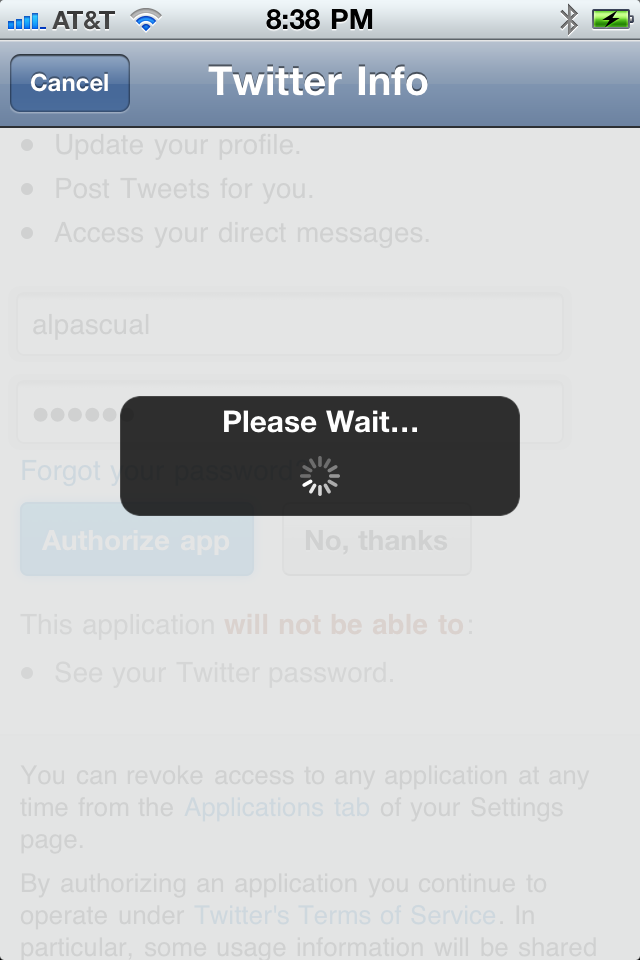 AT&T 8:38 PM
Cancel Twitter Info
Update your profile.
Post Tweets for you.
Access your direct messages.
alpascual
Please Wait...
Forgot your password?
Authorize app No, thanks
This application will not be able to:
See your Twitter password.
You can revoke access to any application at any
time from the Applications tab of your Settings
page.
By authorizing an application you continue to
operate under Twitter's Terms of Service. In
particular, some usage information will be shared